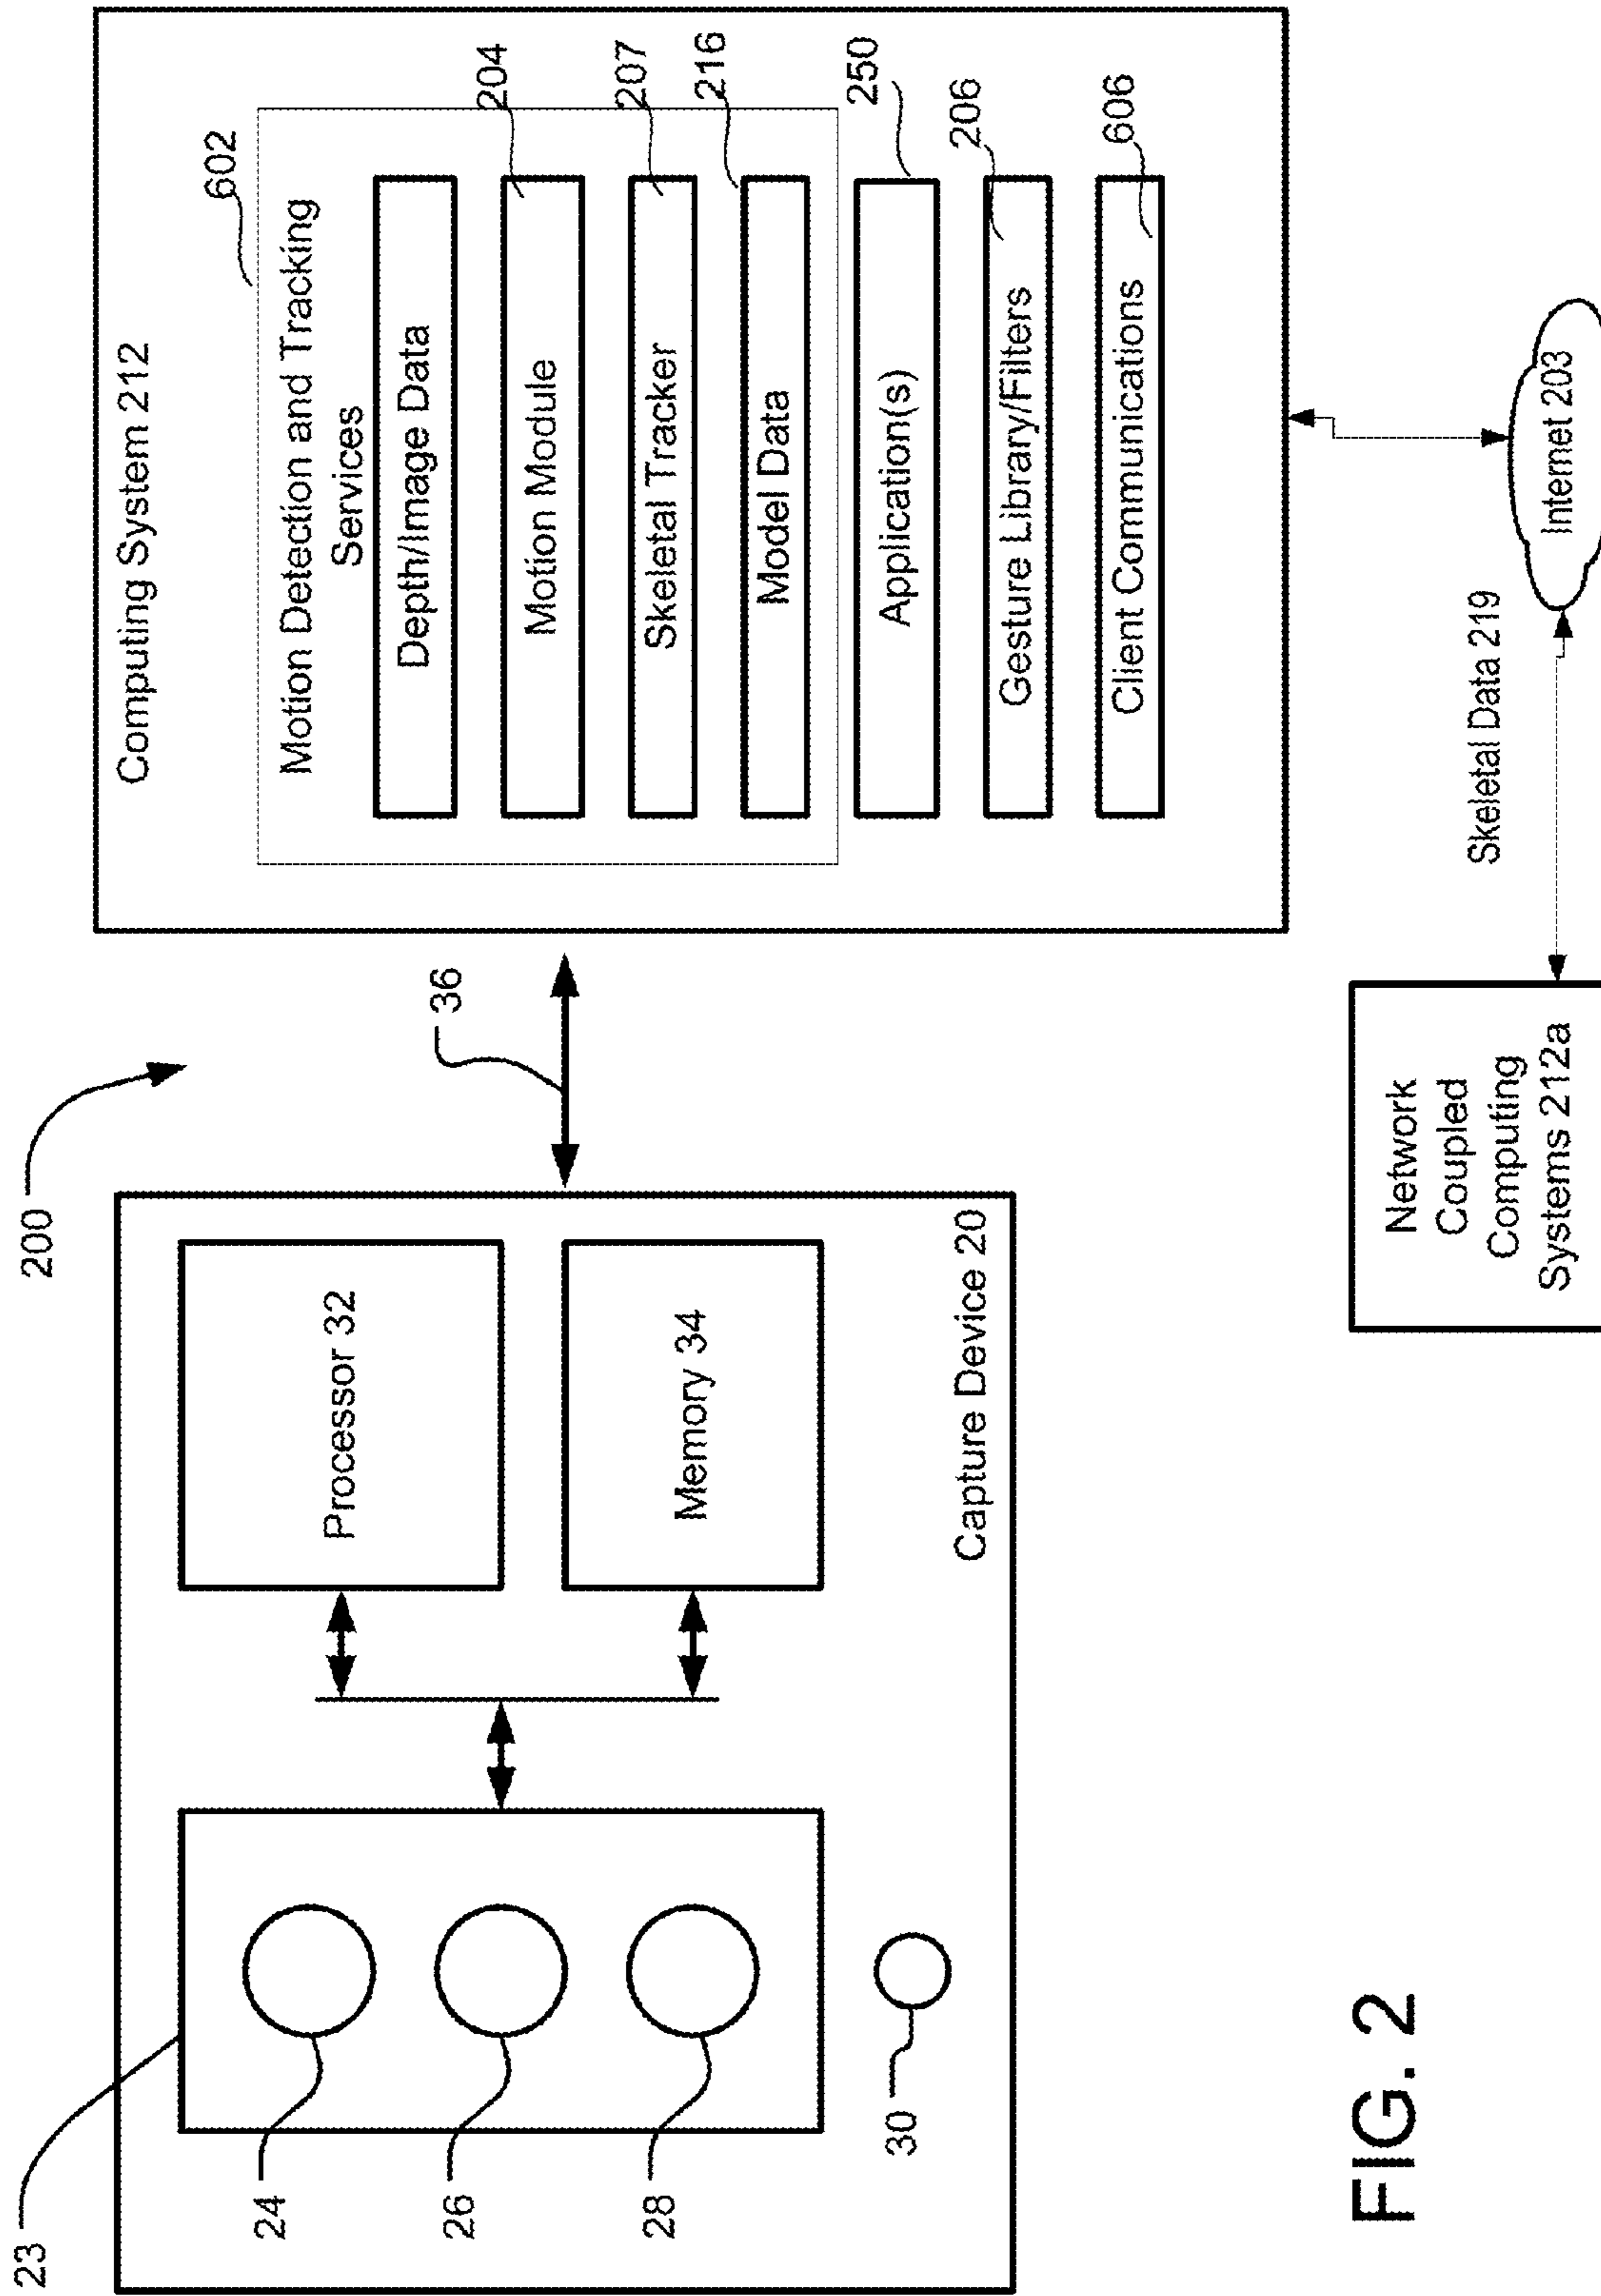 200
23
24
26
28
30
Processor 32
Memory 34
Capture Device 20
36
Computing System 212
602
Motion Detection and Tracking
Services
Depth/Image Data
Motion Module
204
Skeletal Tracker
207
Model Data
216
Application(s)
250
Gesture Library/Filters
206
Client Communications
606
Network
Coupled
Computing
Systems 212a
Skeletal Data 219
Internet 203
FIG. 2